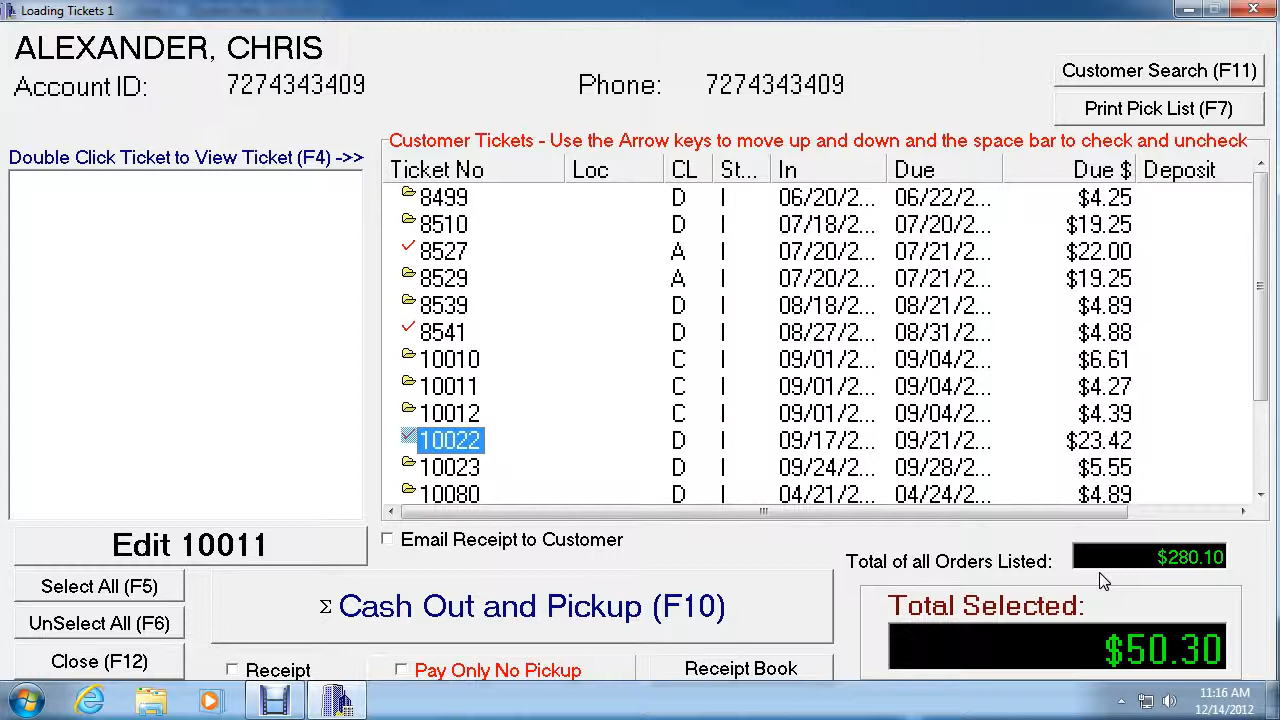 Loading Tickets 1
ALEXANDER, CHRIS
Account ID: 7274343409 Phone: 7274343409
Customer Search (F11)
Print Pick List (F7)
Double Click Ticket to View Ticket (F4) ->>
Customer Tickets - Use the Arrow keys to move up and down and the space bar to check and uncheck
Ticket No Loc CL St... In Due Due $ Deposit
8499 D I 06/20/2... 06/22/2... $4.25
8510 D I 07/18/2... 07/20/2... $19.25
8527 A I 07/20/2... 07/21/2... $22.00
8529 A I 07/20/2... 07/21/2... $19.25
8539 D I 08/18/2... 08/21/2... $4.89
8541 D I 08/27/2... 08/31/2... $4.88
10010 C I 09/01/2... 09/04/2... $6.61
10011 C I 09/01/2... 09/04/2... $4.27
10012 C I 09/01/2... 09/04/2... $4.39
10022 D I 09/17/2... 09/21/2... $23.42
10023 D I 09/24/2... 09/28/2... $5.55
10080 D I 04/21/2... 04/24/2... $4.89
Edit 10011
Email Receipt to Customer
Total of all Orders Listed: $280.10
Select All (F5)
UnSelect All (F6)
Close (F12)
Σ Cash Out and Pickup (F10)
Total Selected:
$50.30
Receipt
Pay Only No Pickup
Receipt Book
11:16 AM
12/14/2012